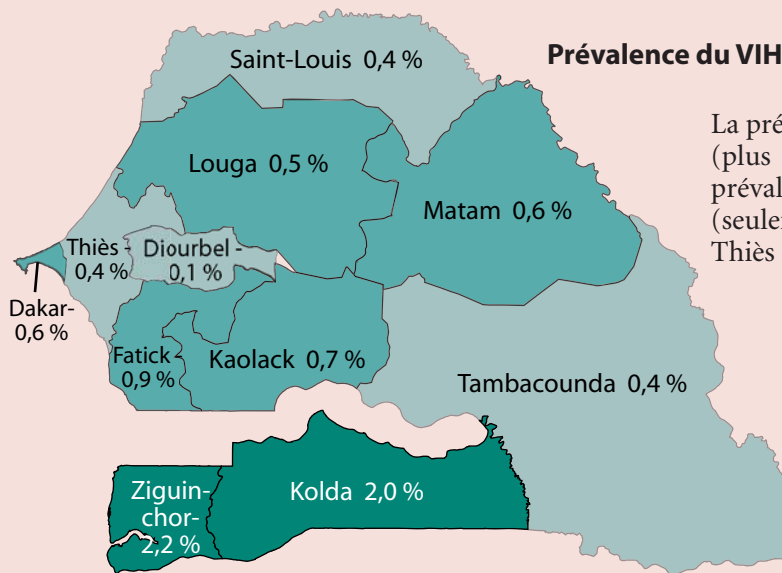 Prévalence du VIH
Saint-Louis 0,4 %
La pré
(plus
préval
(seuler
Thiès
Louga 0,5 %
Matam 0,6 %
Thiès -
0,4 %
Diourbel -
0,1 %
Dakar-
0,6 %
Fatick -
0,9 %
Kaolack 0,7 %
Tambacounda 0,4 %
Ziguin-
chor-
2,2 %
Kolda 2,0 %